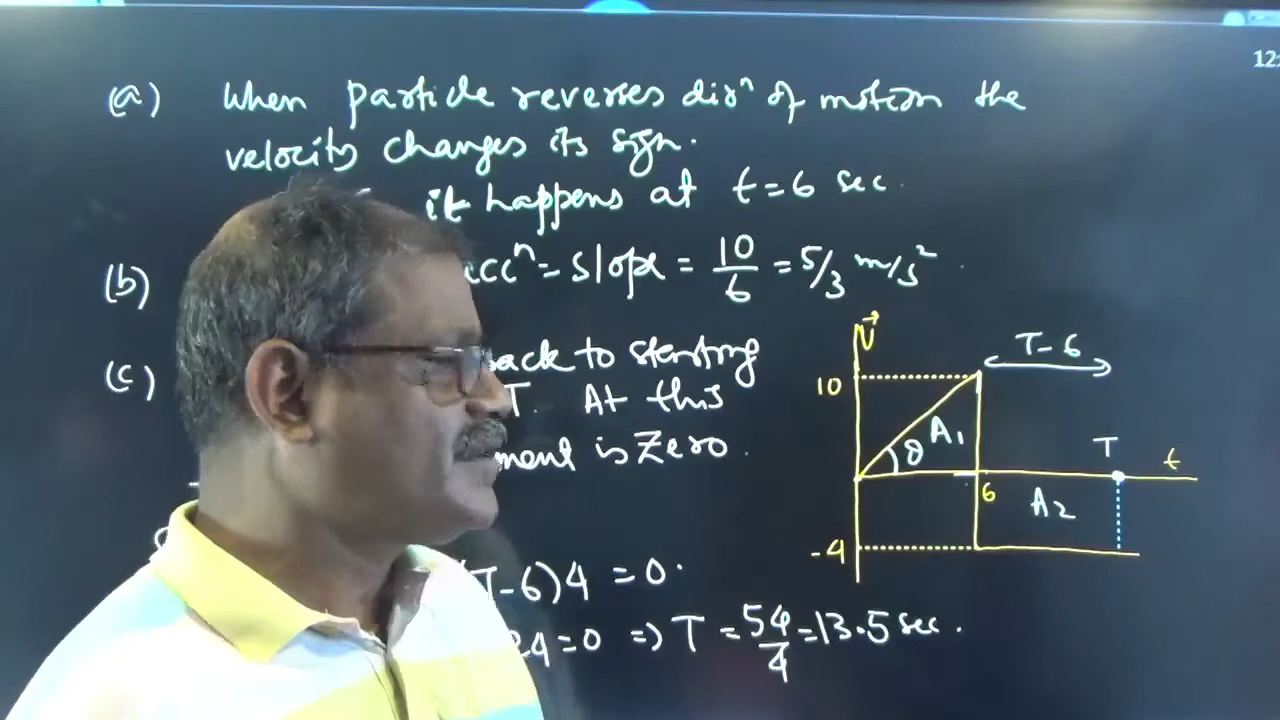 12:
(a) When particle reverses dirⁿ of motion the
velocity changes its sign.
it happens at t = 6 sec.
(b) accⁿ = Slope = 10/6 = 5/3 m/s²
(c) back to starting
T. At this
ment is Zero.
T-6)4 = 0.
24 = 0 => T = 54/4 = 13.5 sec.
v⃗
T-6
10
A₁
θ
T
t
6
A₂
-4